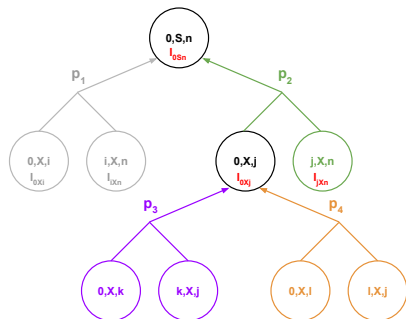 0,S,n
I0Sn
p1
p2
0,X,i
I0Xi
i,X,n
IiXn
0,X,j
I0Xj
j,X,n
IjXn
p3
p4
0,X,k
k,X,j
0,X,l
l,X,j